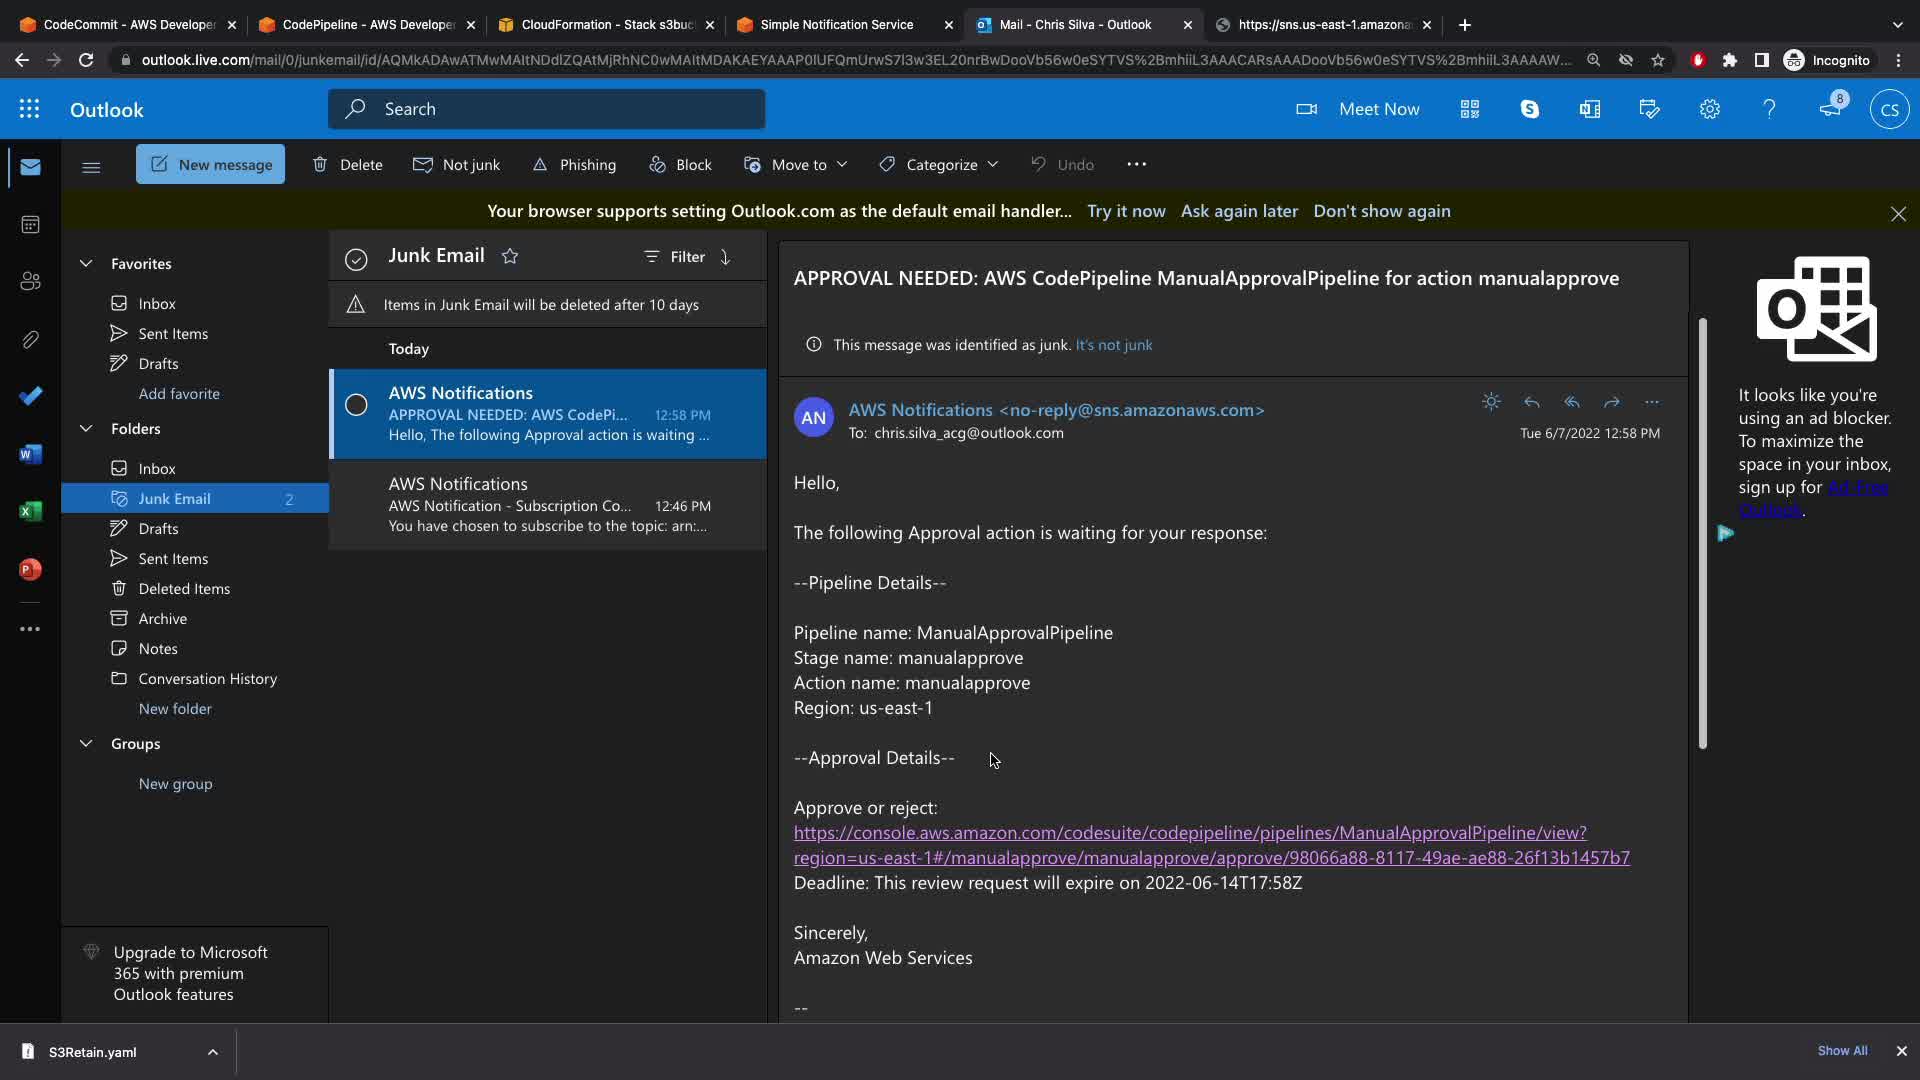 CodeCommit - AWS Developer
CodePipeline - AWS Developer
CloudFormation - Stack s3buc
Simple Notification Service
Mail - Chris Silva - Outlook
https://sns.us-east-1.amazona
outlook.live.com/mail/0/junkemail/id/AQMkADAwATMwMAItNDdlZQAtMjRhNC0wMAItMDAKAEYAAAP0lUFQmUrwS7l3w3EL20nrBwDooVb56w0eSYTVS%2BmhiiL3AAACARsAAADooVb56w0eSYTVS%2BmhiiL3AAAAW...
Incognito
Outlook
Search
Meet Now
8
CS
New message
Delete
Not junk
Phishing
Block
Move to
Categorize
Undo
Your browser supports setting Outlook.com as the default email handler... Try it now Ask again later Don't show again
Favorites
Inbox
Sent Items
Drafts
Add favorite
Folders
Inbox
Junk Email 2
Drafts
Sent Items
Deleted Items
Archive
Notes
Conversation History
New folder
Groups
New group
Upgrade to Microsoft
365 with premium
Outlook features
Junk Email
Filter
Items in Junk Email will be deleted after 10 days
Today
AWS Notifications
APPROVAL NEEDED: AWS CodePi... 12:58 PM
Hello, The following Approval action is waiting ...
AWS Notifications
AWS Notification - Subscription Co... 12:46 PM
You have chosen to subscribe to the topic: arn:...
APPROVAL NEEDED: AWS CodePipeline ManualApprovalPipeline for action manualapprove
This message was identified as junk. It's not junk
AN
AWS Notifications <no-reply@sns.amazonaws.com>
To: chris.silva_acg@outlook.com
Tue 6/7/2022 12:58 PM
Hello,
The following Approval action is waiting for your response:
--Pipeline Details--
Pipeline name: ManualApprovalPipeline
Stage name: manualapprove
Action name: manualapprove
Region: us-east-1
--Approval Details--
Approve or reject:
https://console.aws.amazon.com/codesuite/codepipeline/pipelines/ManualApprovalPipeline/view?
region=us-east-1#/manualapprove/manualapprove/approve/98066a88-8117-49ae-ae88-26f13b1457b7
Deadline: This review request will expire on 2022-06-14T17:58Z
Sincerely,
Amazon Web Services
--
It looks like you're
using an ad blocker.
To maximize the
space in your inbox,
sign up for Ad-Free
Outlook.
S3Retain.yaml
Show All